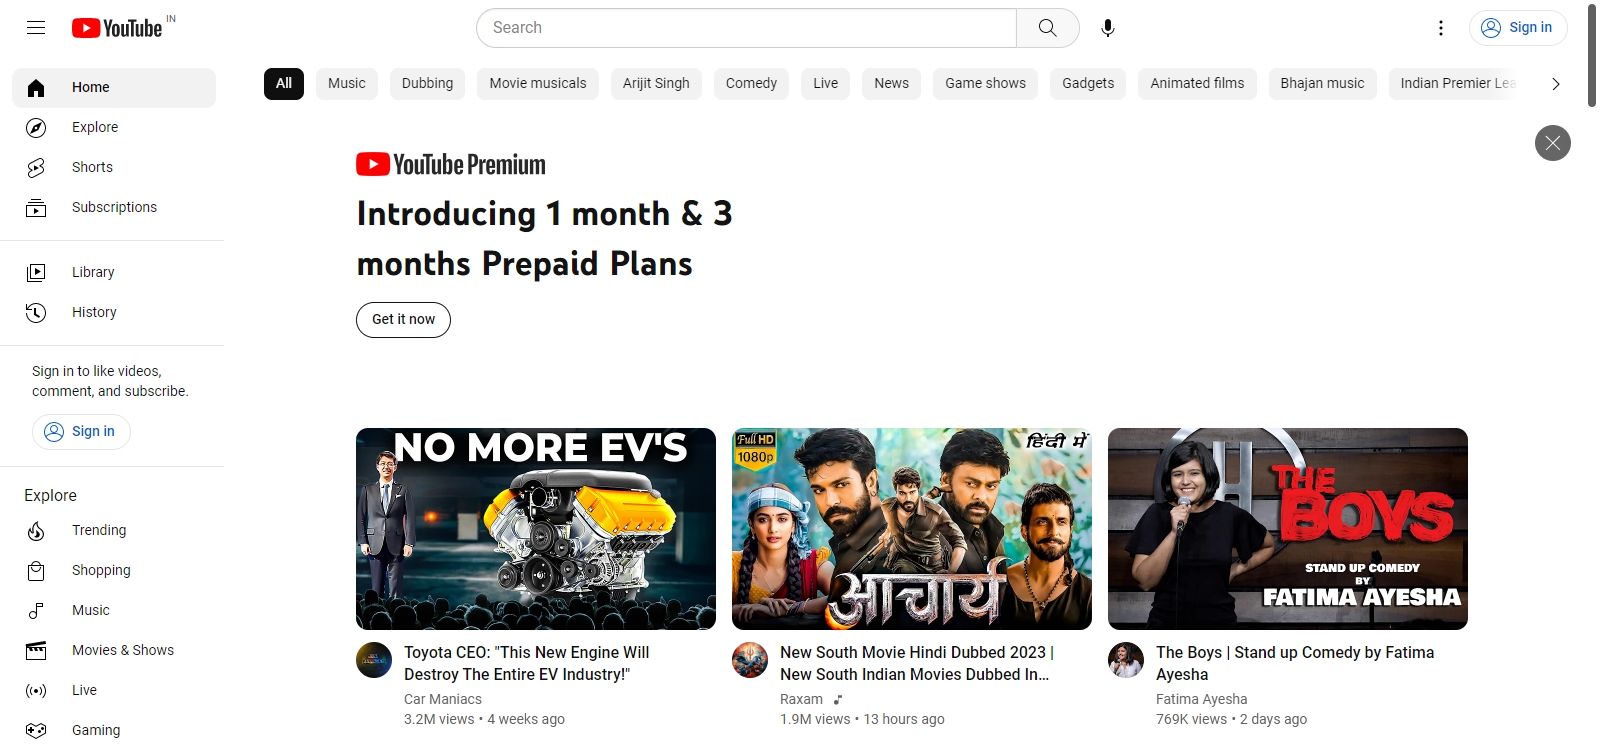 YouTube IN
Search
Sign in
Home
Explore
Shorts
Subscriptions
Library
History
Sign in to like videos,
comment, and subscribe.
Sign in
Explore
Trending
Shopping
Music
Movies & Shows
Live
Gaming
All Music Dubbing Movie musicals Arijit Singh Comedy Live News Game shows Gadgets Animated films Bhajan music Indian Premier Lea
YouTube Premium
Introducing 1 month & 3
months Prepaid Plans
Get it now
NO MORE EV'S
Toyota CEO: "This New Engine Will
Destroy The Entire EV Industry!"
Car Maniacs
3.2M views • 4 weeks ago
Full HD
1080p
हिंदी में
आचार्य
New South Movie Hindi Dubbed 2023 |
New South Indian Movies Dubbed In...
Raxam
1.9M views • 13 hours ago
THE
BOYS
STAND UP COMEDY
BY
FATIMA AYESHA
The Boys | Stand up Comedy by Fatima
Ayesha
Fatima Ayesha
769K views • 2 days ago